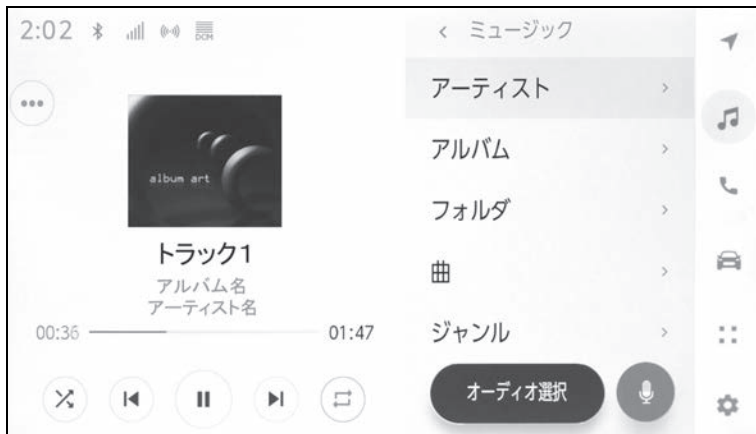 2:02
DCM
album art
トラック1
アルバム名
アーティスト名
00:36
01:47
ミュージック
アーティスト
アルバム
フォルダ
曲
ジャンル
オーディオ選択